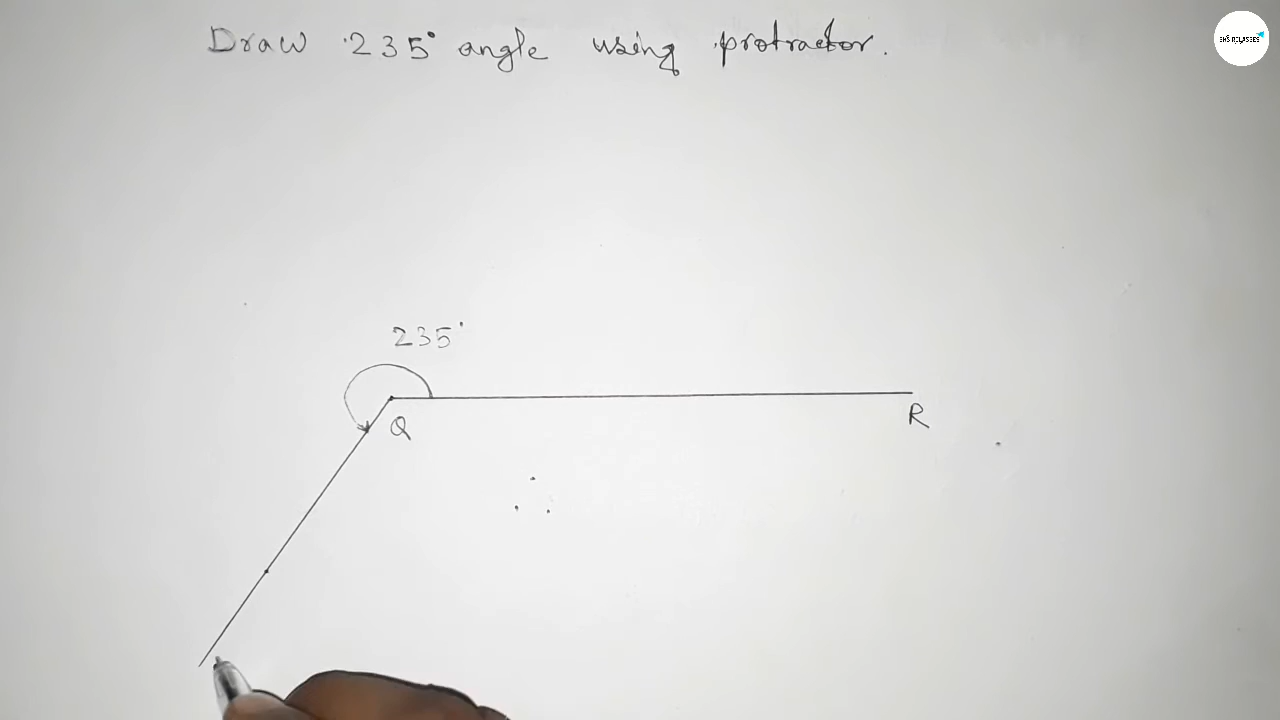 Draw 235° angle using protractor.
235°
Q
R
∴